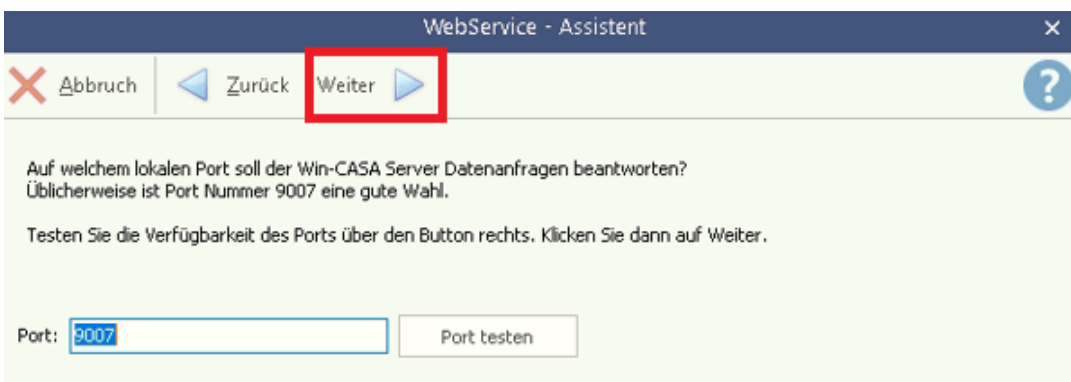 WebService - Assistent
Abbruch Zurück Weiter
Auf welchem lokalen Port soll der Win-CASA Server Datenanfragen beantworten?
Üblicherweise ist Port Nummer 9007 eine gute Wahl.
Testen Sie die Verfügbarkeit des Ports über den Button rechts. Klicken Sie dann auf Weiter.
Port: 9007 Port testen